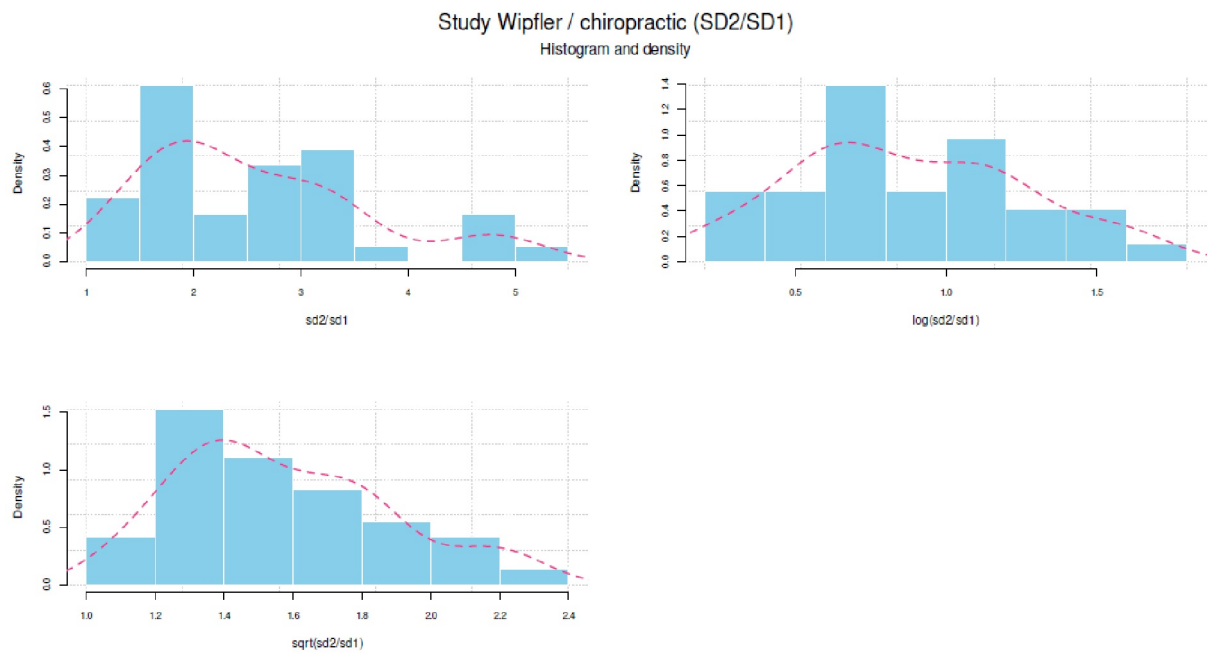 Study Wipfler / chiropractic (SD2/SD1)
Histogram and density
Density
0.0 0.1 0.2 0.3 0.4 0.5 0.6
1 2 3 4 5
sd2/sd1
Density
0.0 0.2 0.4 0.6 0.8 1.0 1.2 1.4
0.5 1.0 1.5
log(sd2/sd1)
Density
0.0 0.5 1.0 1.5
1.0 1.2 1.4 1.6 1.8 2.0 2.2 2.4
sqrt(sd2/sd1)